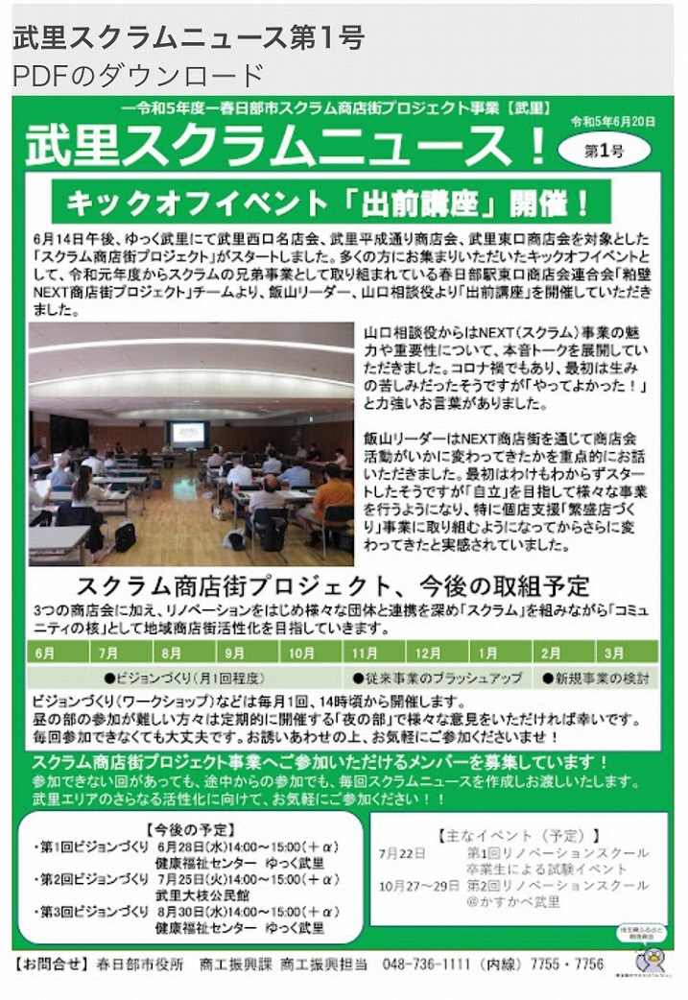 武里スクラムニュース第1号
PDFのダウンロード
―令和5年度―春日部市スクラム商店街プロジェクト事業【武里】
令和5年6月20日
武里スクラムニュース！
第1号
キックオフイベント「出前講座」開催！
6月14日午後、ゆっく武里にて武里西口名店会、武里平成通り商店会、武里東口商店会を対象とした
「スクラム商店街プロジェクト」がスタートしました。多くの方にお集まりいただいたキックオフイベントと
して、令和元年度からスクラムの兄弟事業として取り組まれている春日部駅東口商店会連合会「粕壁
NEXT商店街プロジェクト」チームより、飯山リーダー、山口相談役より「出前講座」を開催していただき
ました。
山口相談役からはNEXT（スクラム）事業の魅
力や重要性について、本音トークを展開してい
ただきました。コロナ禍でもあり、最初は生み
の苦しみだったそうですが「やってよかった！」
と力強いお言葉がありました。
飯山リーダーはNEXT商店街を通じて商店会
活動がいかに変わってきたかを重点的にお話
いただきました。最初はわけもわからずスター
トしたそうですが「自立」を目指して様々な事業
を行うようになり、特に個店支援「繁盛店づく
り」事業に取り組むようになってからさらに変
わってきたと実感されていました。
スクラム商店街プロジェクト、今後の取組予定
3つの商店会に加え、リノベーションをはじめ様々な団体と連携を深め「スクラム」を組みながら「コミュ
ニティの核」として地域商店街活性化を目指していきます。
6月 7月 8月 9月 10月 11月 12月 1月 2月 3月
●ビジョンづくり（月1回程度） ●従来事業のブラッシュアップ ●新規事業の検討
ビジョンづくり（ワークショップ）などは毎月1回、14時頃から開催します。
昼の部の参加が難しい方々は定期的に開催する「夜の部」で様々な意見をいただければ幸いです。
毎回参加できなくても大丈夫です。お誘いあわせの上、お気軽にご参加くださいませ！
スクラム商店街プロジェクト事業へご参加いただけるメンバーを募集しています！
参加できない回があっても、途中からの参加でも、毎回スクラムニュースを作成しお渡しいたします。
武里エリアのさらなる活性化に向けて、お気軽にご参加ください！！
【今後の予定】
・第1回ビジョンづくり 6月28日(水)14:00～15:00(＋α)
健康福祉センター ゆっく武里
・第2回ビジョンづくり 7月25日(火)14:00～15:00(＋α)
武里大枝公民館
・第3回ビジョンづくり 8月30日(水)14:00～15:00(＋α)
健康福祉センター ゆっく武里
【主なイベント（予定）】
7月22日 第1回リノベーションスクール
卒業生による試験イベント
10月27～29日 第2回リノベーションスクール
@かすかべ武里
【お問合せ】春日部市役所 商工振興課 商工振興担当 048-736-1111（内線）7755・7756